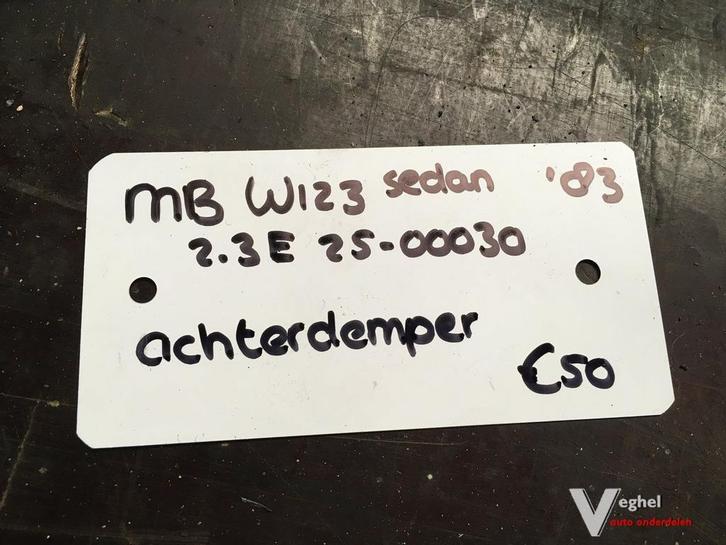 MB W123 sedan '83
2.3E 25-00030
achterdemper
€50
Veghel
auto onderdelen